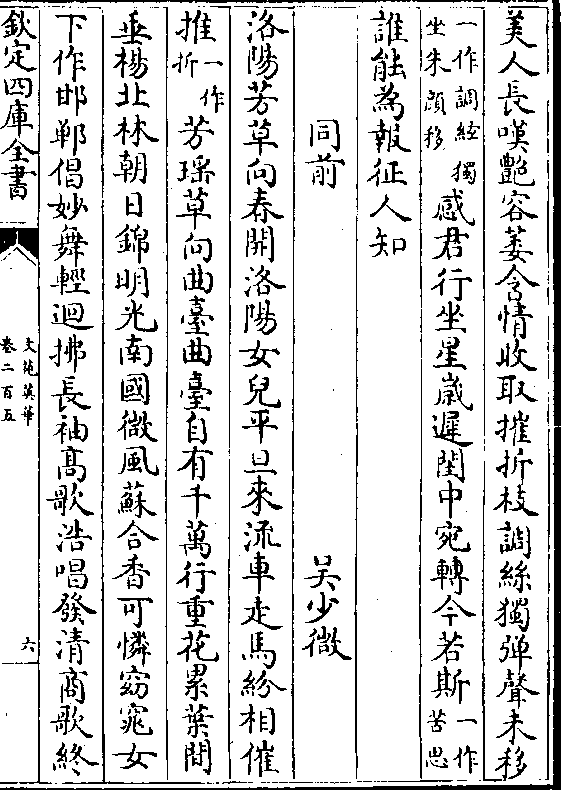 美人長嘆艶容萎含情收取摧折枝調絲獨弹聲未移
一作調絃獨
坐朱顔移
感君行坐星歳遲閨中宛轉今若斯
一作
苦思
誰能為報征人知
同前
吴少微
洛陽芳草向春開洛陽女兒平旦來流車走馬紛相催
推
一作
折
芳瑶草向曲臺曲臺自有千萬行重花累葉間
垂楊北林朝日錦明光南國微風蘇合香可憐窈窕女
下作邯鄲倡妙舞輕迴拂長袖髙歌浩唱發清商歌終
欽定四庫全書
文苑英華
卷二百五
六